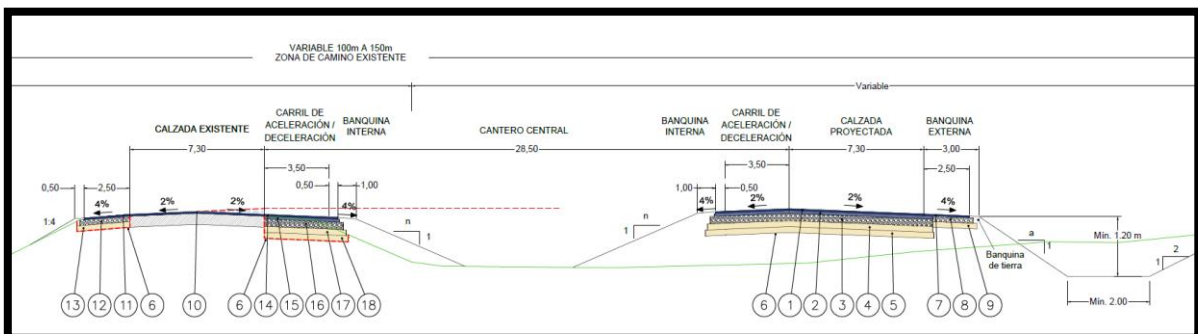 VARIABLE 100m A 150m
ZONA DE CAMINO EXISTENTE
Variable
CALZADA EXISTENTE
CARRIL DE
ACELERACIÓN /
DECELERACIÓN
BANQUINA
INTERNA
CANTERO CENTRAL
BANQUINA
INTERNA
CARRIL DE
ACELERACIÓN /
DECELERACIÓN
CALZADA
PROYECTADA
BANQUINA
EXTERNA
7,30
28,50
7,30
3,00
0,50
2,50
3,50
0,50
1,00
3,50
1,00
0,50
2,50
1:4
4%
2%
2%
4%
4%
2%
2%
4%
n
1
n
1
a
1
Mín. 1.20 m
2
1
Banquina
de tierra
Mín. 2.00
13
12
11
6
10
6
14
15
16
17
18
6
1
2
3
4
5
7
8
9